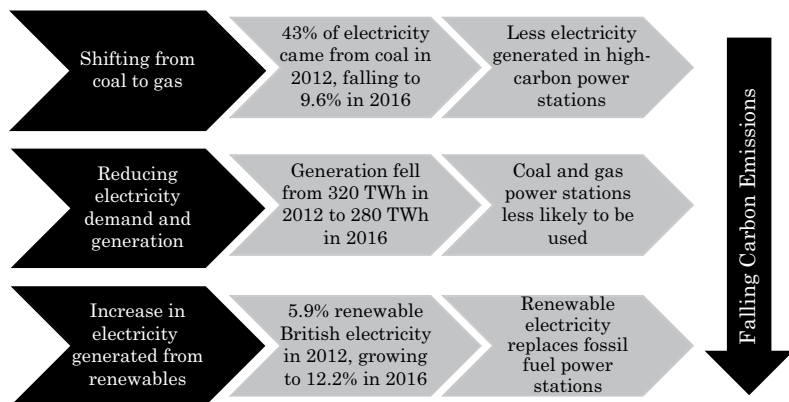 Shifting from
coal to gas
43% of electricity
came from coal in
2012, falling to
9.6% in 2016
Less electricity
generated in high-
carbon power
stations
Reducing
electricity
demand and
generation
Generation fell
from 320 TWh in
2012 to 280 TWh
in 2016
Coal and gas
power stations
less likely to be
used
Increase in
electricity
generated from
renewables
5.9% renewable
British electricity
in 2012, growing
to 12.2% in 2016
Renewable
electricity
replaces fossil
fuel power
stations
Falling Carbon Emissions